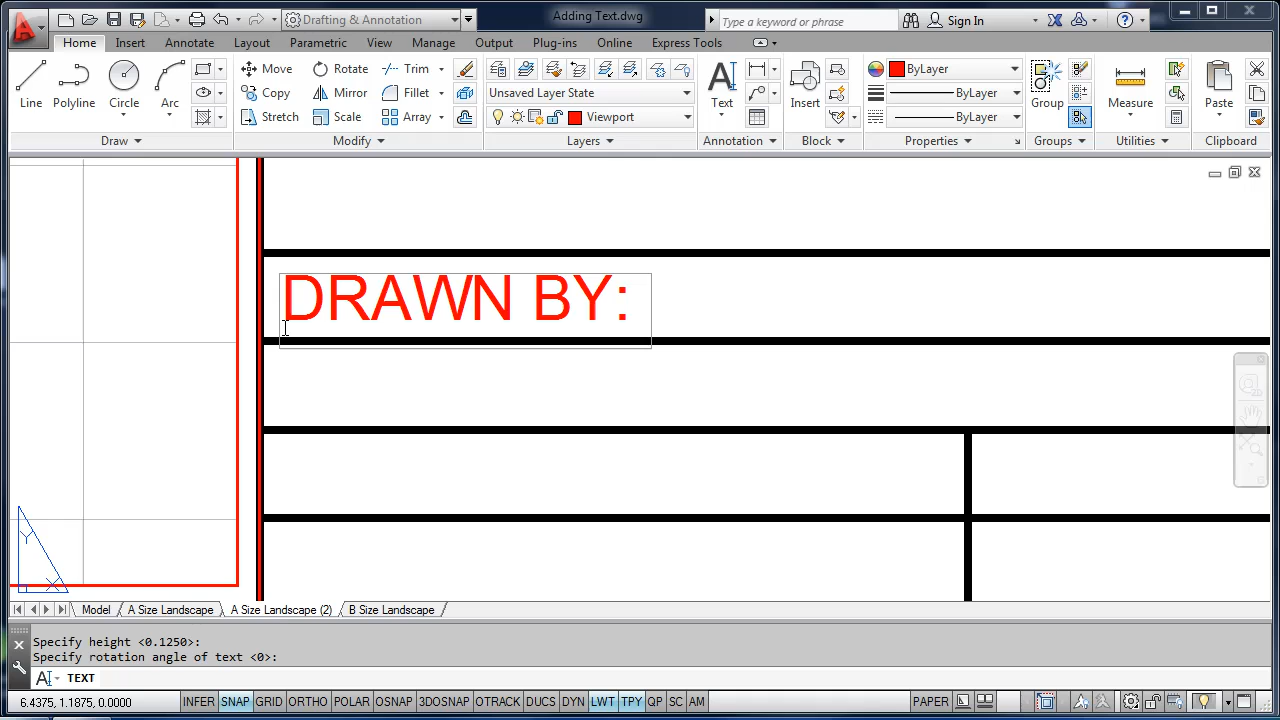 Drafting & Annotation
Adding Text.dwg
Type a keyword or phrase
Sign In
Home Insert Annotate Layout Parametric View Manage Output Plug-ins Online Express Tools
Line Polyline Circle Arc
Move Rotate Trim
Copy Mirror Fillet
Stretch Scale Array
Unsaved Layer State
Viewport
Text
Insert
ByLayer
ByLayer
ByLayer
Group
Measure
Paste
Draw Modify Layers Annotation Block Properties Groups Utilities Clipboard
DRAWN BY:
Y
X
Model A Size Landscape A Size Landscape (2) B Size Landscape
Specify height <0.1250>:
Specify rotation angle of text <0>:
TEXT
6.4375, 1.1875, 0.0000 INFER SNAP GRID ORTHO POLAR OSNAP 3DOSNAP OTRACK DUCS DYN LWT TPY QP SC AM PAPER